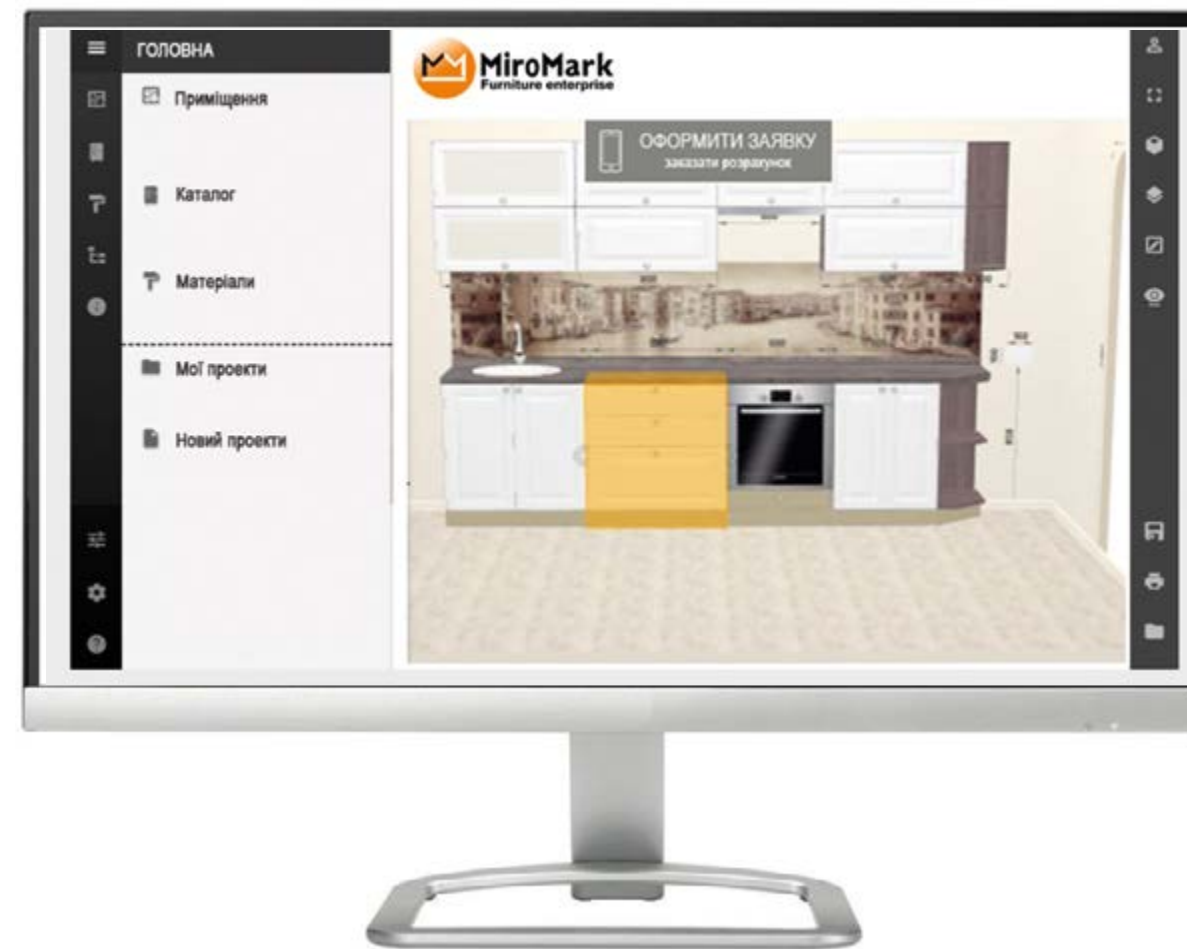 ГОЛОВНА
Приміщення
Каталог
Матеріали
Мої проекти
Новий проекти
MiroMark
Furniture enterprise
ОФОРМИТИ ЗАЯВКУ
заказати розрахунок